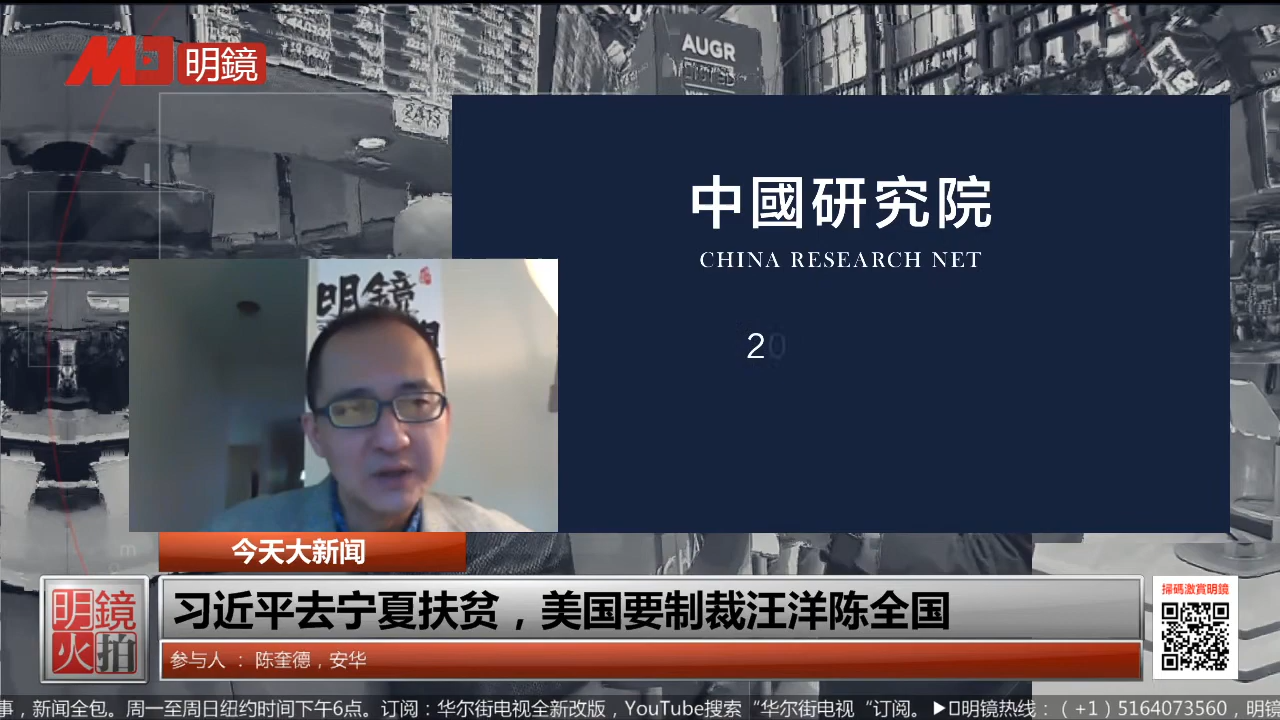 AUGR
明鏡
2473
中國研究院
CHINA RESEARCH NET
明鏡
20
今天大新闻
明鏡
火拍
习近平去宁夏扶贫，美国要制裁汪洋陈全国
参与人 ： 陈奎德，安华
掃碼激賞明鏡
事，新闻全包。周一至周日纽约时间下午6点。订阅：华尔街电视全新改版，YouTube搜索“华尔街电视“订阅。▶明镜热线：（+1）5164073560，明镜